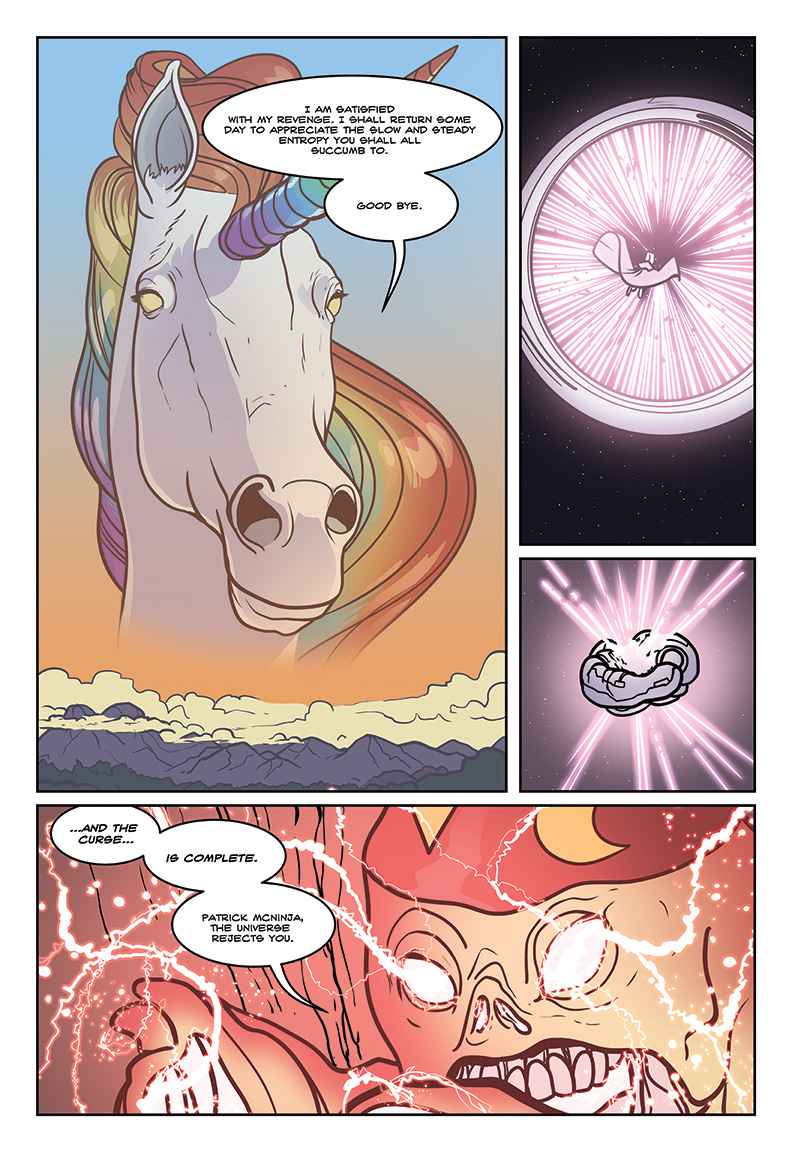 I AM SATISFIED
WITH MY REVENGE. I SHALL RETURN SOME
DAY TO APPRECIATE THE SLOW AND STEADY
ENTROPY YOU SHALL ALL
SUCCUMB TO.
GOOD BYE.
...AND THE
CURSE...
IS COMPLETE.
PATRICK MCNINJA,
THE UNIVERSE
REJECTS YOU.